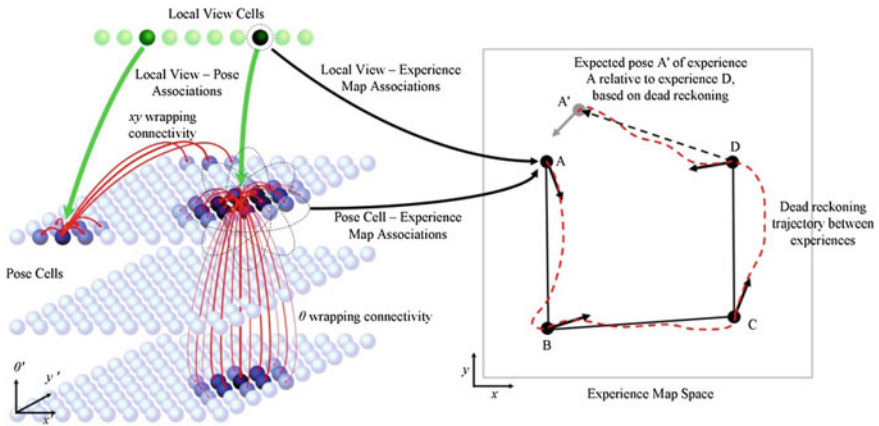 Local View Cells
Local View – Pose
Associations
xy wrapping
connectivity
Local View – Experience
Map Associations
Pose Cell – Experience
Map Associations
Pose Cells
θ wrapping connectivity
θ'
y'
x'
Expected pose A' of experience
A relative to experience D,
based on dead reckoning
A'
A
D
Dead reckoning
trajectory between
experiences
B
C
y
x
Experience Map Space